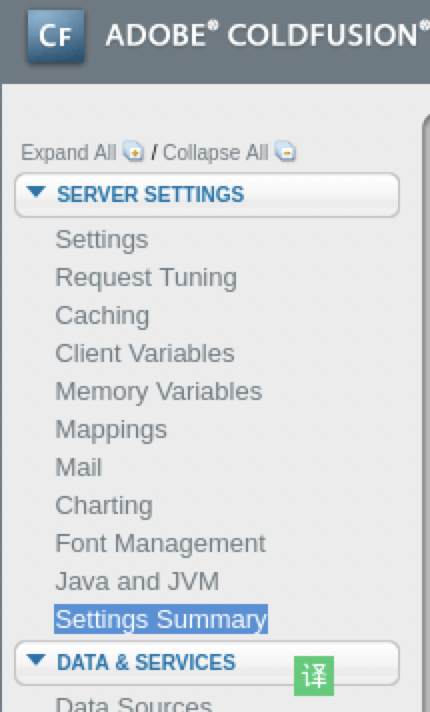 CF ADOBE® COLDFUSION®
Expand All / Collapse All
SERVER SETTINGS
Settings
Request Tuning
Caching
Client Variables
Memory Variables
Mappings
Mail
Charting
Font Management
Java and JVM
Settings Summary
DATA & SERVICES
译
Data Sources